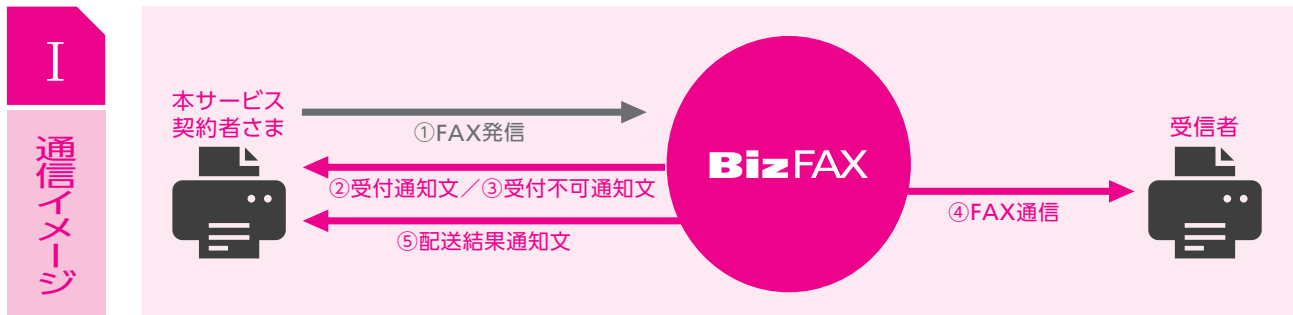 I
通信イメージ
本サービス
契約者さま
①FAX発信
②受付通知文／③受付不可通知文
⑤配送結果通知文
BizFAX
④FAX通信
受信者